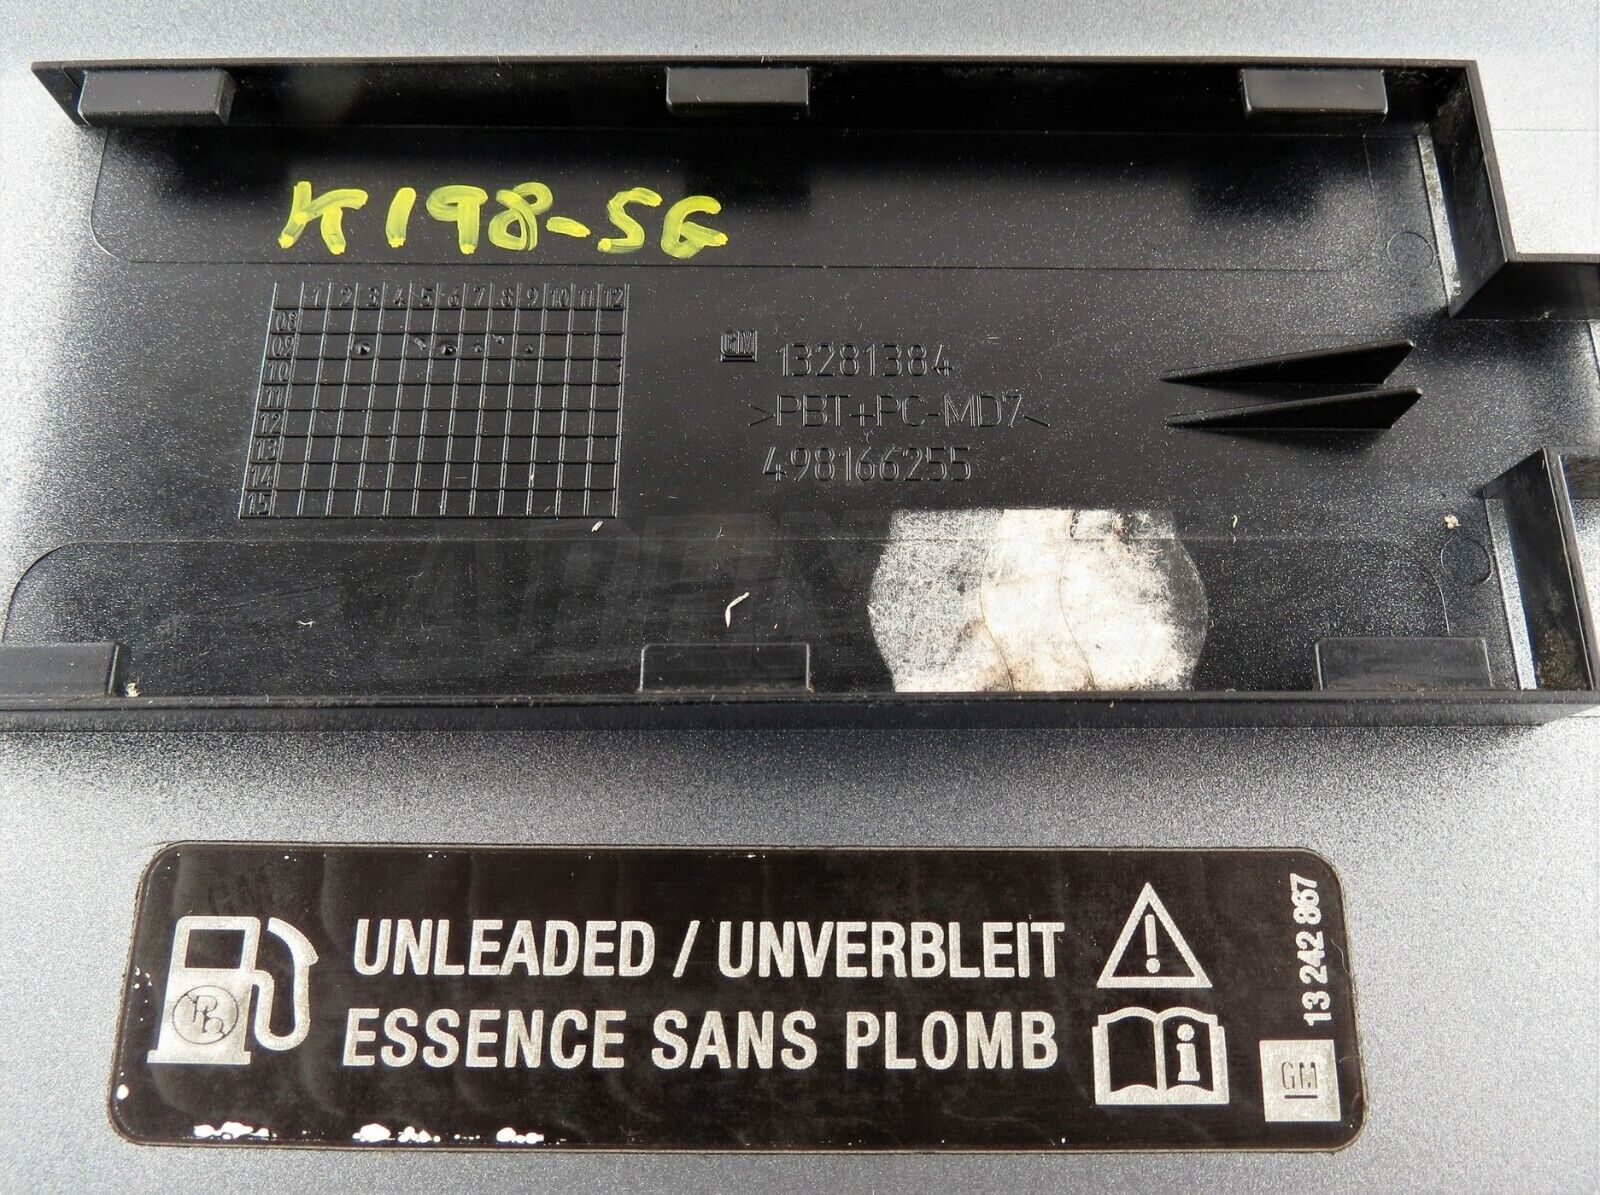 K198-SG
1 2 3 4 5 6 7 8 9 10 11 12
08
09
10
11
12
13
14
15
GM 13281384
>PBT+PC-MD7<
498166255
UNLEADED / UNVERBLEIT
ESSENCE SANS PLOMB
Pb
i
13 242 867
GM